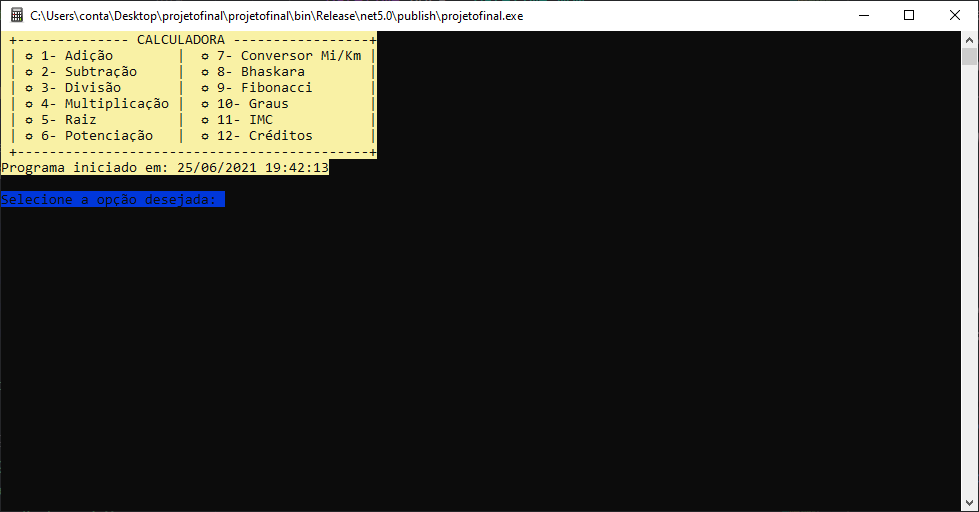 C:\Users\conta\Desktop\projetofinal\projetofinal\bin\Release\net5.0\publish\projetofinal.exe
+-------------- CALCULADORA -----------------+
| ¤ 1- Adição        |  ¤ 7- Conversor Mi/Km |
| ¤ 2- Subtração     |  ¤ 8- Bhaskara        |
| ¤ 3- Divisão       |  ¤ 9- Fibonacci       |
| ¤ 4- Multiplicação |  ¤ 10- Graus          |
| ¤ 5- Raiz          |  ¤ 11- IMC            |
| ¤ 6- Potenciação   |  ¤ 12- Créditos       |
+--------------------------------------------+
Programa iniciado em: 25/06/2021 19:42:13
Selecione a opção desejada: